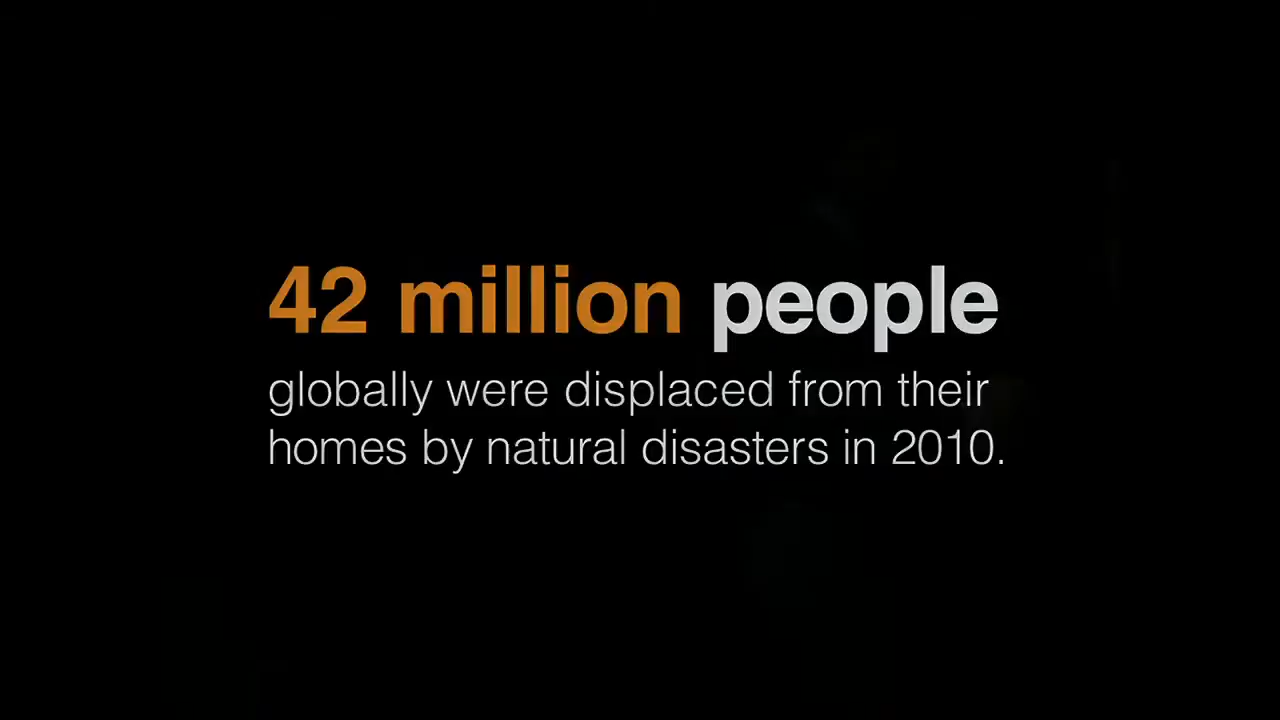 42 million people
globally were displaced from their
homes by natural disasters in 2010.